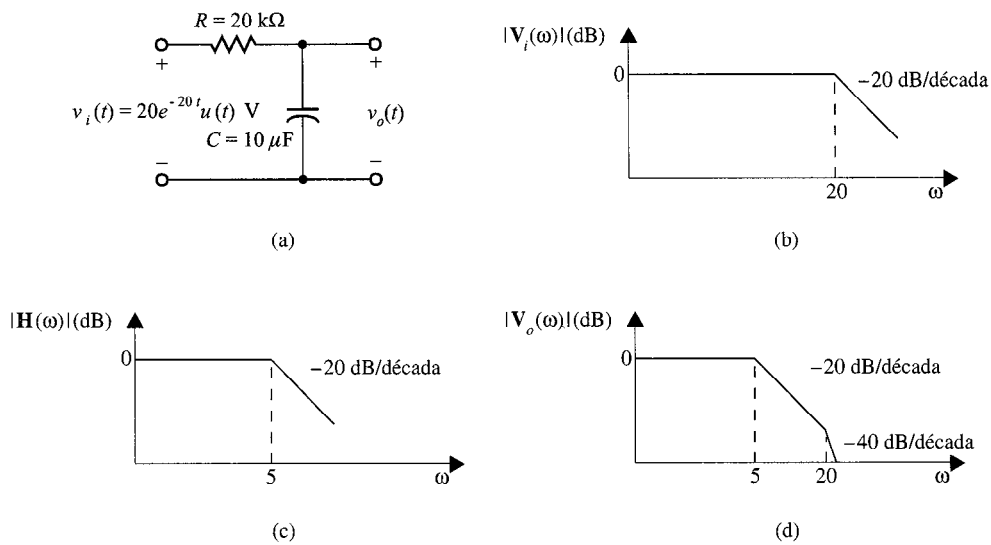 R = 20 kΩ
+
+
v_i(t) = 20e^{-20t}u(t) V
C = 10 μF
v_o(t)
−
−
(a)
|V_i(ω)|(dB)
0
−20 dB/década
20
ω
(b)
|H(ω)|(dB)
0
−20 dB/década
5
ω
(c)
|V_o(ω)|(dB)
0
−20 dB/década
−40 dB/década
5
20
ω
(d)